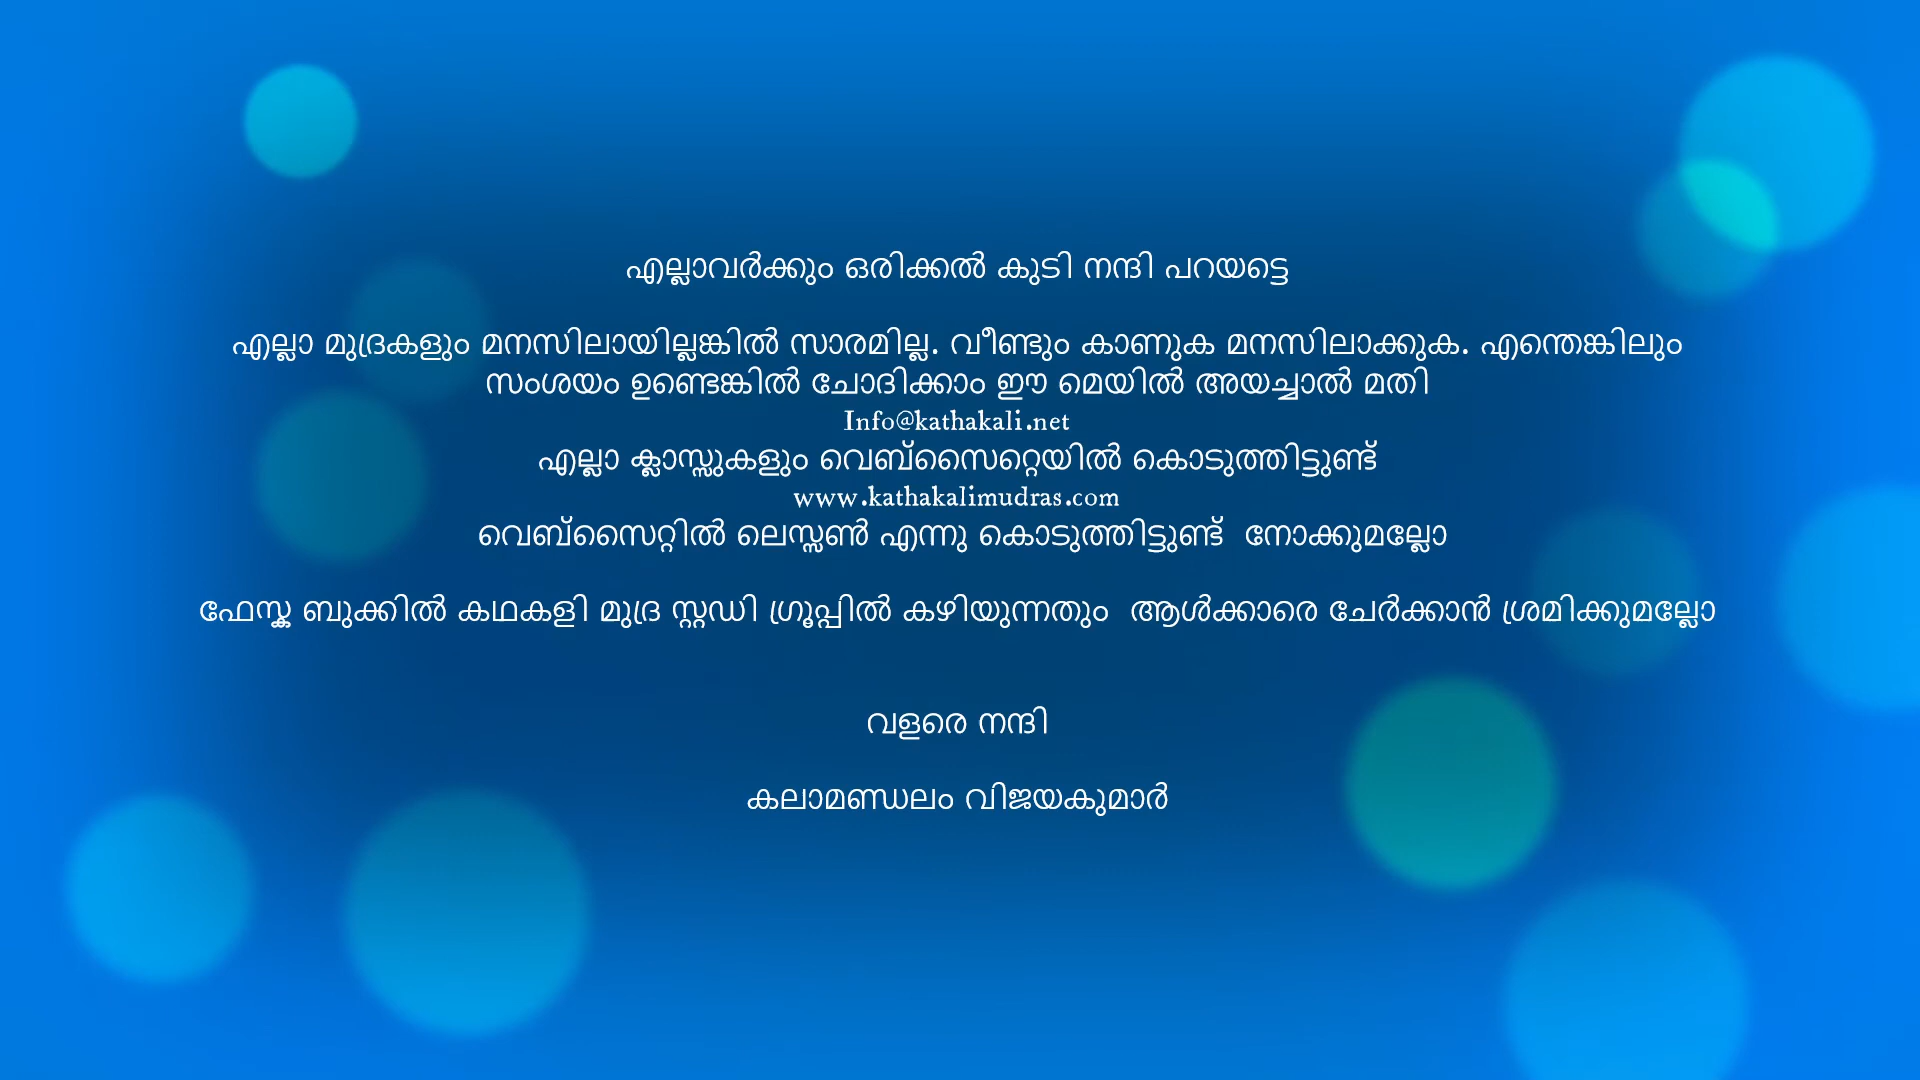 എല്ലാവർക്കും ഒരിക്കൽ കുടി നന്ദി പറയട്ടെ
എല്ലാ മുദ്രകളും മനസിലായില്ലങ്കിൽ സാരമില്ല. വീണ്ടും കാണുക മനസിലാക്കുക. എന്തെങ്കിലും
സംശയം ഉണ്ടെങ്കിൽ ചോദിക്കാം ഈ മെയിൽ അയച്ചാൽ മതി
Info@kathakali.net
എല്ലാ ക്ലാസ്സുകളും വെബ്സൈറ്റെയിൽ കൊടുത്തിട്ടുണ്ട്
www.kathakalimudras.com
വെബ്സൈറ്റിൽ ലെസ്സൺ എന്നു കൊടുത്തിട്ടുണ്ട് നോക്കുമല്ലോ
ഫേസ്ക ബുക്കിൽ കഥകളി മുദ്ര സ്റ്റഡി ഗ്രൂപ്പിൽ കഴിയുന്നതും ആൾക്കാരെ ചേർക്കാൻ ശ്രമിക്കുമല്ലോ
വളരെ നന്ദി
കലാമണ്ഡലം വിജയകുമാർ